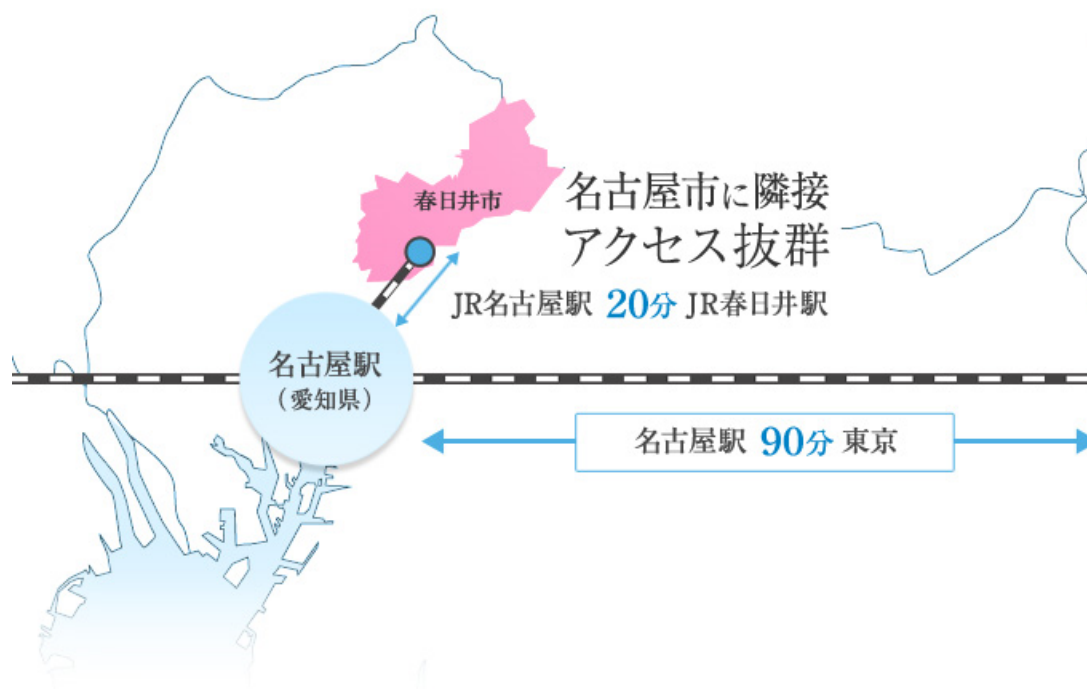 春日井市
名古屋市に隣接
アクセス抜群
JR名古屋駅 20分 JR春日井駅
名古屋駅
（愛知県）
名古屋駅 90分 東京